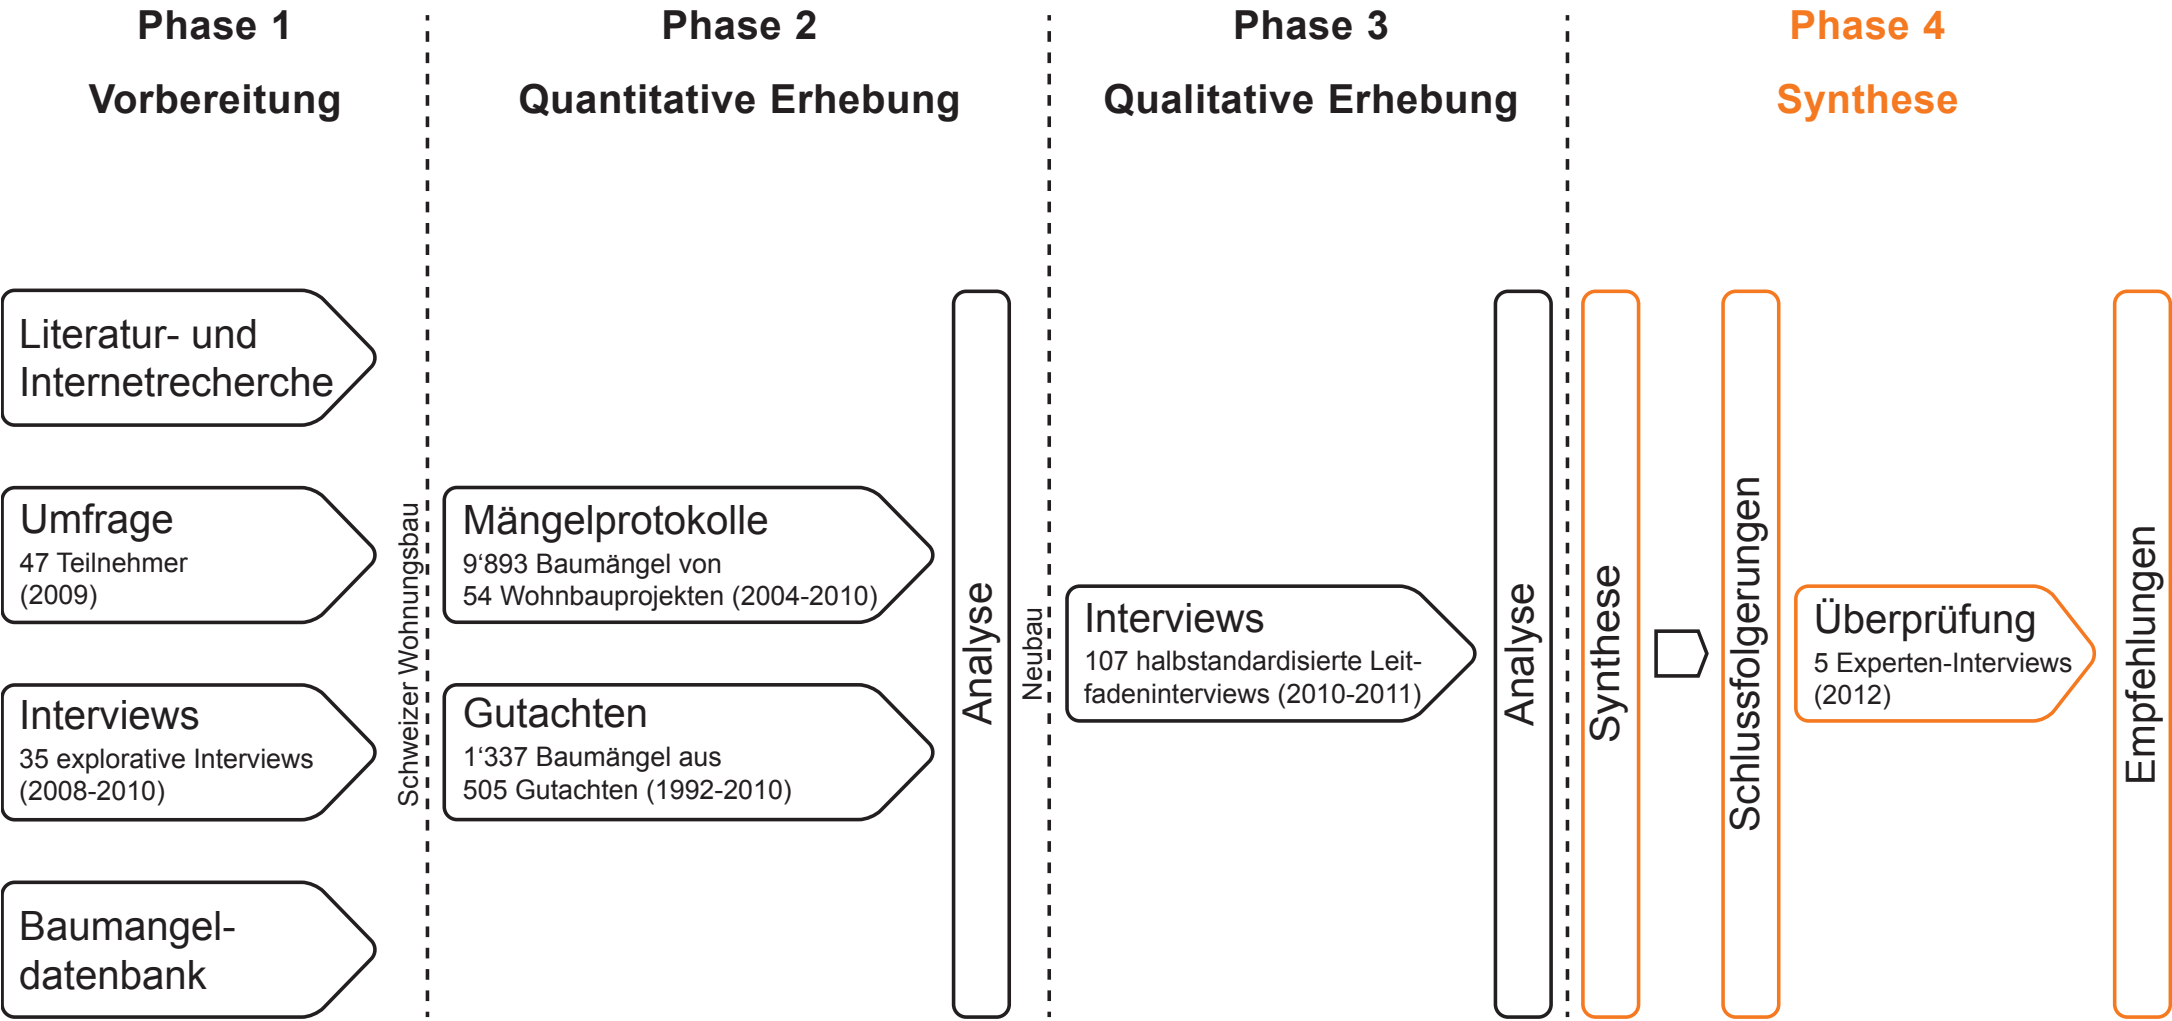 Phase 1
Vorbereitung
Literatur- und
Internetrecherche
Umfrage
47 Teilnehmer
(2009)
Interviews
35 explorative Interviews
(2008-2010)
Baumangel-
datenbank
Schweizer Wohnungsbau
Phase 2
Quantitative Erhebung
Mängelprotokolle
9‘893 Baumängel von
54 Wohnbauprojekten (2004-2010)
Gutachten
1‘337 Baumängel aus
505 Gutachten (1992-2010)
Analyse
Neubau
Phase 3
Qualitative Erhebung
Interviews
107 halbstandardisierte Leit-
fadeninterviews (2010-2011)
Analyse
Phase 4
Synthese
Synthese
Schlussfolgerungen
Überprüfung
5 Experten-Interviews
(2012)
Empfehlungen